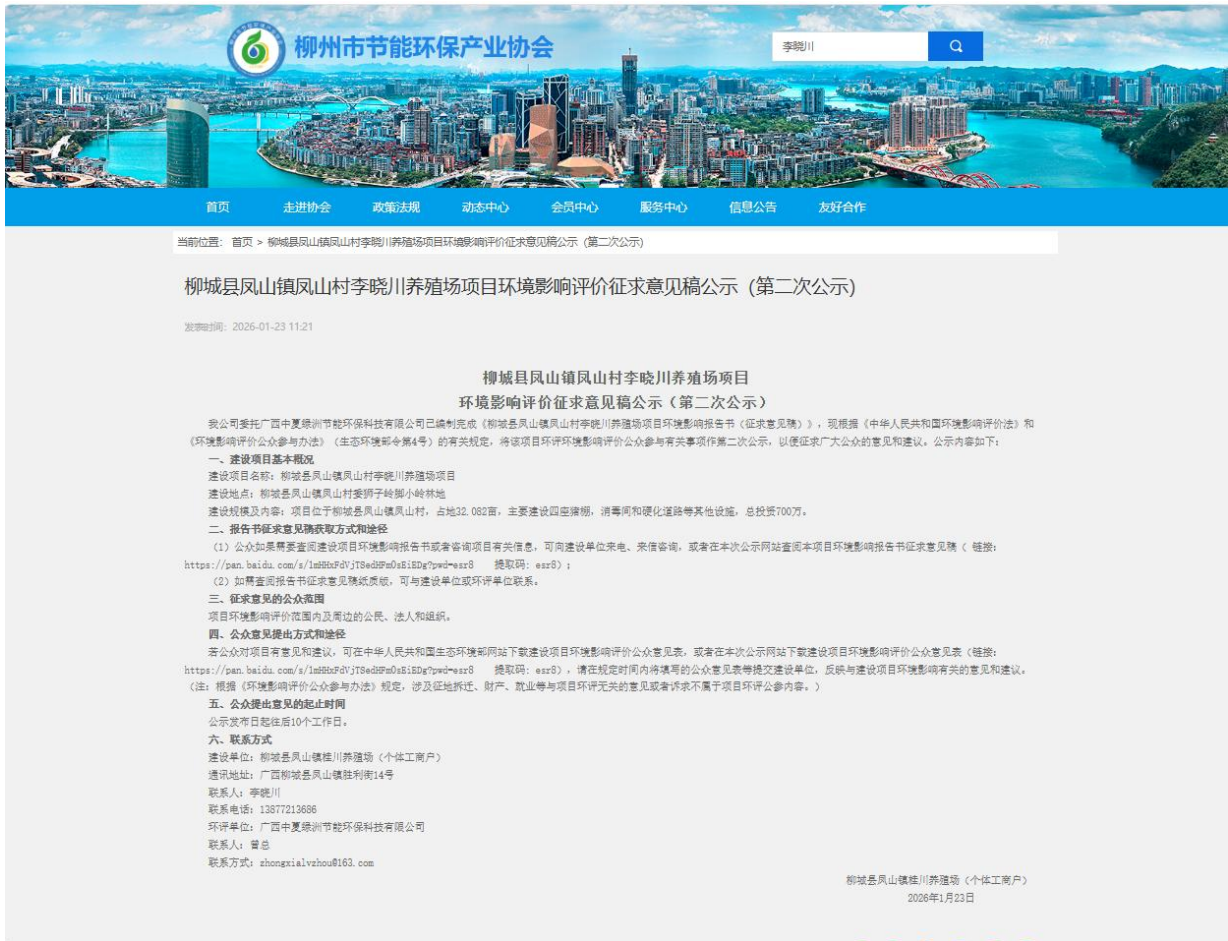 柳州市节能环保产业协会
李晓川
首页 走进协会 政策法规 动态中心 会员中心 服务中心 信息公告 友好合作
当前位置： 首页 > 柳城县凤山镇凤山村李晓川养殖场项目环境影响评价征求意见稿公示（第二次公示）
柳城县凤山镇凤山村李晓川养殖场项目环境影响评价征求意见稿公示（第二次公示）
发表时间：2026-01-23 11:21
柳城县凤山镇凤山村李晓川养殖场项目
环境影响评价征求意见稿公示（第二次公示）
我公司委托广西中夏绿洲节能环保科技有限公司已编制完成《柳城县凤山镇凤山村李晓川养殖场项目环境影响报告书（征求意见稿）》，现根据《中华人民共和国环境影响评价法》和
《环境影响评价公众参与办法》（生态环境部令第4号）的有关规定，将该项目环评环境影响评价公众参与有关事项作第二次公示，以便征求广大公众的意见和建议。公示内容如下：
一、建设项目基本概况
建设项目名称：柳城县凤山镇凤山村李晓川养殖场项目
建设地点：柳城县凤山镇凤山村委狮子岭脚小岭林地
建设规模及内容：项目位于柳城县凤山镇凤山村，占地32.082亩，主要建设四座猪棚，消毒间和硬化道路等其他设施，总投资700万。
二、报告书征求意见稿获取方式和途径
（1）公众如果需要查阅建设项目环境影响报告书或者咨询项目有关信息，可向建设单位来电、来信咨询，或者在本次公示网站查阅本项目环境影响报告书征求意见稿（ 链接：
https://pan.baidu.com/s/1mHHxFdVjTSedHFmOsEiEDg?pwd=esr8 提取码：esr8）；
（2）如需查阅报告书征求意见稿纸质版，可与建设单位或环评单位联系。
三、征求意见的公众范围
项目环境影响评价范围内及周边的公民、法人和组织。
四、公众意见提出方式和途径
若公众对项目有意见和建议，可在中华人民共和国生态环境部网站下载建设项目环境影响评价公众意见表，或者在本次公示网站下载建设项目环境影响评价公众意见表（链接：
https://pan.baidu.com/s/1mHHxFdVjTSedHFmOsEiEDg?pwd=esr8 提取码：esr8），请在规定时间内将填写的公众意见表等提交建设单位，反映与建设项目环境影响有关的意见和建议。
（注：根据《环境影响评价公众参与办法》规定，涉及征地拆迁、财产、就业等与项目环评无关的意见或者诉求不属于项目环评公参内容。）
五、公众提出意见的起止时间
公示发布日起往后10个工作日。
六、联系方式
建设单位：柳城县凤山镇桂川养殖场（个体工商户）
通讯地址：广西柳城县凤山镇胜利街14号
联系人：李晓川
联系电话：13877213686
环评单位：广西中夏绿洲节能环保科技有限公司
联系人：曾总
联系方式：zhongxialvzhou@163.com
柳城县凤山镇桂川养殖场（个体工商户）
2026年1月23日